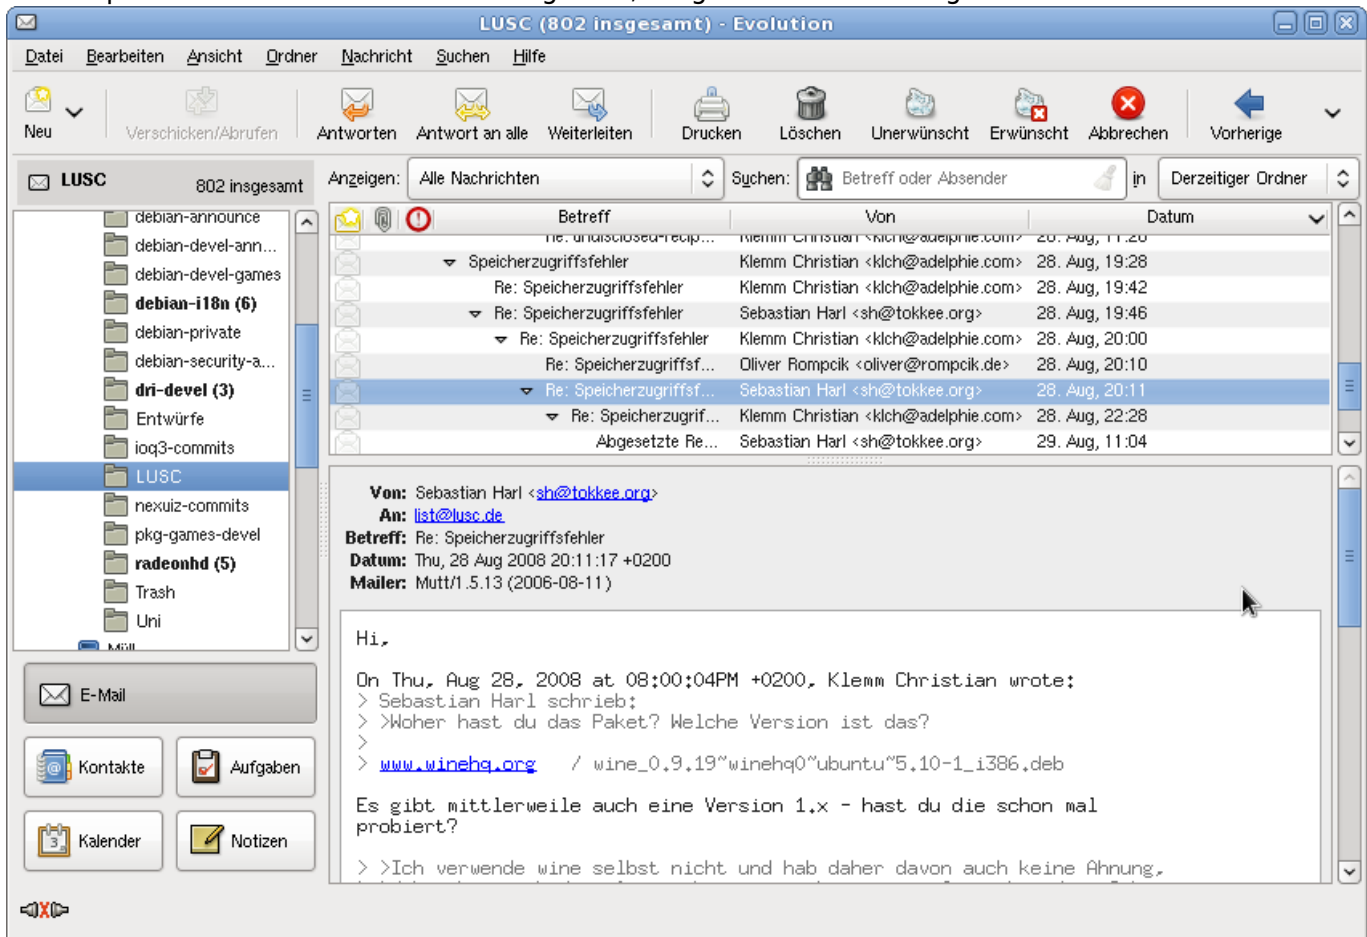 LUSC (802 insgesamt) - Evolution
Datei Bearbeiten Ansicht Ordner Nachricht Suchen Hilfe
Neu Verschicken/Abrufen Antworten Antwort an alle Weiterleiten Drucken Löschen Unerwünscht Erwünscht Abbrechen Vorherige
LUSC 802 insgesamt
Anzeigen: Alle Nachrichten Suchen: Betreff oder Absender in Derzeitiger Ordner
debian-announce
debian-devel-ann...
debian-devel-games
debian-i18n (6)
debian-private
debian-security-a...
dri-devel (3)
Entwürfe
ioq3-commits
LUSC
nexuiz-commits
pkg-games-devel
radeonhd (5)
Trash
Uni
Müll
E-Mail
Kontakte Aufgaben
Kalender Notizen
Betreff Von Datum
Re: undisclosed-recip... Klemm Christian <klch@adelphie.com> 20. Aug, 11:20
Speicherzugriffsfehler Klemm Christian <klch@adelphie.com> 28. Aug, 19:28
Re: Speicherzugriffsfehler Klemm Christian <klch@adelphie.com> 28. Aug, 19:42
Re: Speicherzugriffsfehler Sebastian Harl <sh@tokkee.org> 28. Aug, 19:46
Re: Speicherzugriffsfehler Klemm Christian <klch@adelphie.com> 28. Aug, 20:00
Re: Speicherzugriffsf... Oliver Rompcik <oliver@rompcik.de> 28. Aug, 20:10
Re: Speicherzugriffsf... Sebastian Harl <sh@tokkee.org> 28. Aug, 20:11
Re: Speicherzugrif... Klemm Christian <klch@adelphie.com> 28. Aug, 22:28
Abgesetzte Re... Sebastian Harl <sh@tokkee.org> 29. Aug, 11:04
Von: Sebastian Harl <sh@tokkee.org>
An: list@lusc.de
Betreff: Re: Speicherzugriffsfehler
Datum: Thu, 28 Aug 2008 20:11:17 +0200
Mailer: Mutt/1.5.13 (2006-08-11)
Hi,
On Thu, Aug 28, 2008 at 08:00:04PM +0200, Klemm Christian wrote:
> Sebastian Harl schrieb:
> >Woher hast du das Paket? Welche Version ist das?
>
> www.winehq.org / wine_0.9.19~winehq0~ubuntu~5.10-1_i386.deb
Es gibt mittlerweile auch eine Version 1.x - hast du die schon mal
probiert?
> >Ich verwende wine selbst nicht und hab daher davon auch keine Ahnung,